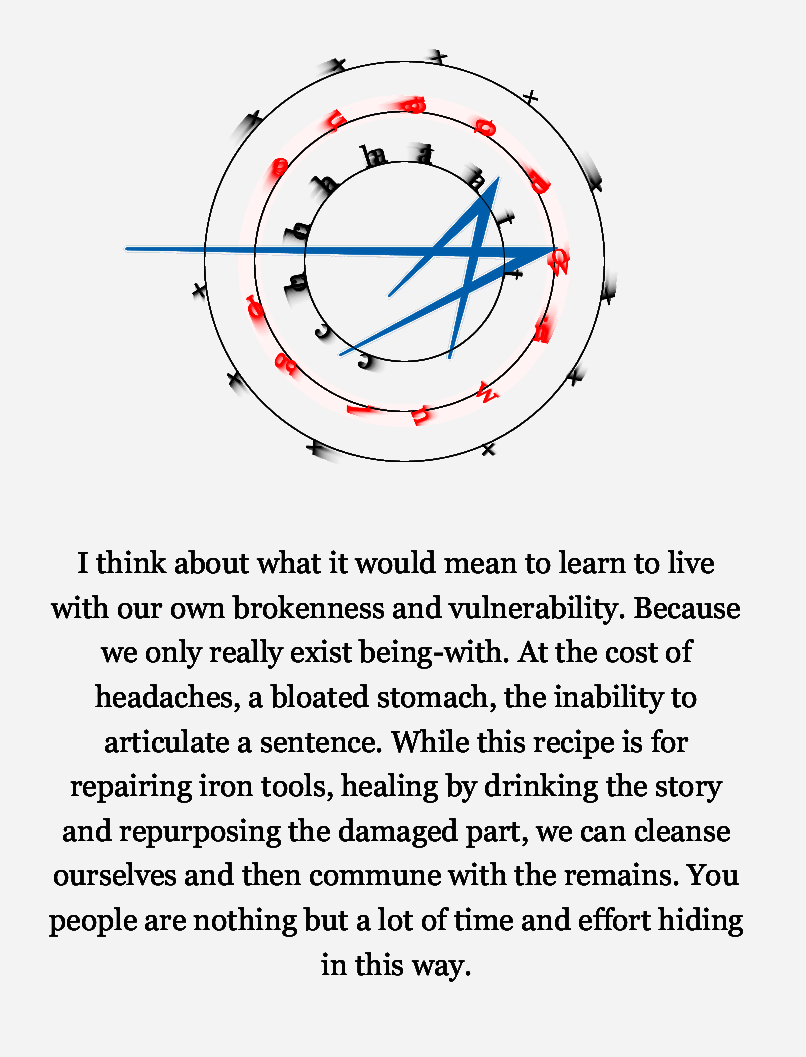 I think about what it would mean to learn to live
with our own brokenness and vulnerability. Because
we only really exist being-with. At the cost of
headaches, a bloated stomach, the inability to
articulate a sentence. While this recipe is for
repairing iron tools, healing by drinking the story
and repurposing the damaged part, we can cleanse
ourselves and then commune with the remains. You
people are nothing but a lot of time and effort hiding
in this way.